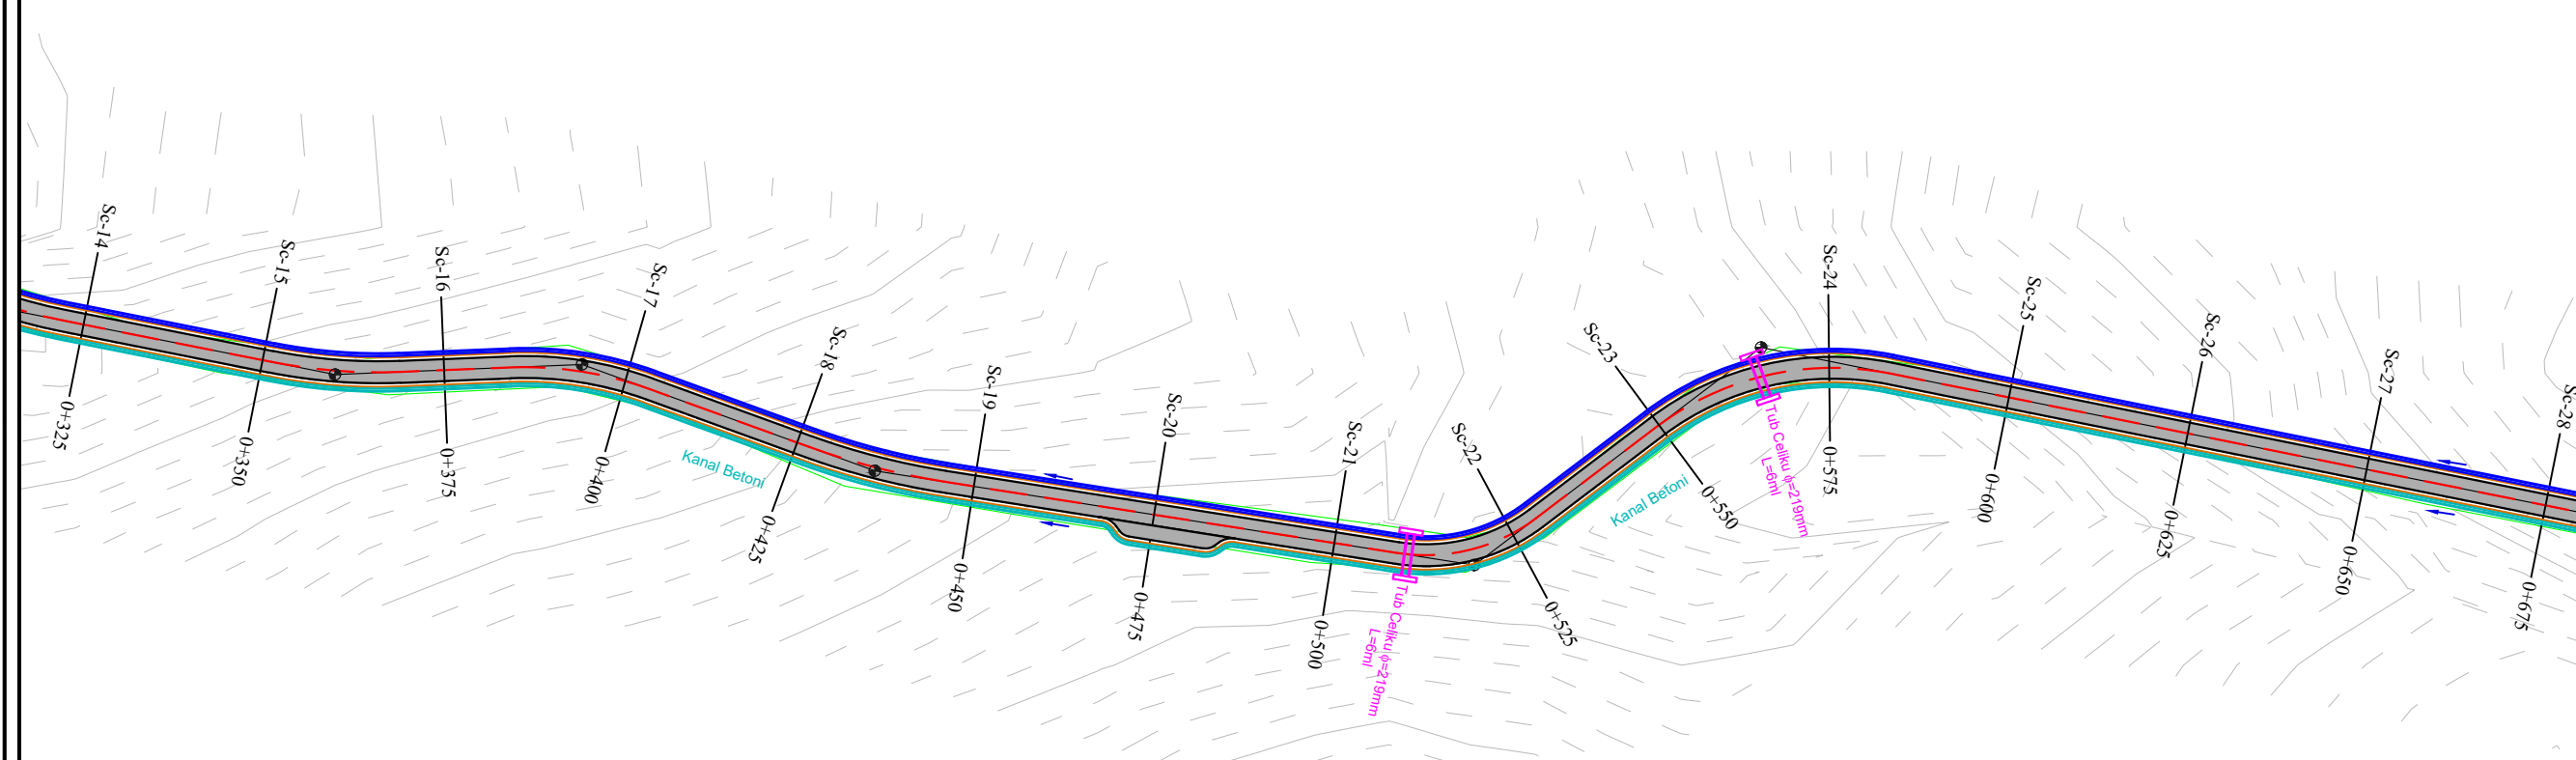 Sc-14
0+325
Sc-15
0+350
Sc-16
0+375
Sc-17
0+400
Kanal Betoni
Sc-18
0+425
Sc-19
0+450
Sc-20
0+475
Sc-21
0+500
Tub Celiku ϕ=219mm
L=6ml
Sc-22
0+525
Sc-23
0+550
Kanal Betoni
Tub Celiku ϕ=219mm
L=6ml
Sc-24
0+575
Sc-25
0+600
Sc-26
0+625
Sc-27
0+650
Sc-28
0+675